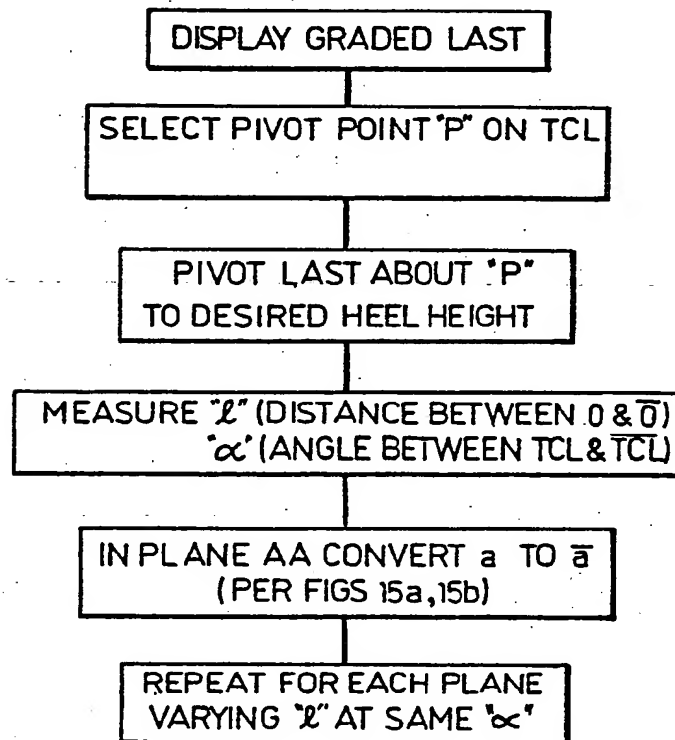 DISPLAY GRADED LAST
SELECT PIVOT POINT "P" ON TCL
PIVOT LAST ABOUT "P"
TO DESIRED HEEL HEIGHT
MEASURE "ℓ" (DISTANCE BETWEEN 0 & 0̅)
"α" (ANGLE BETWEEN TCL & T̅C̅L̅)
IN PLANE AA CONVERT a TO a̅
(PER FIGS 15a, 15b)
REPEAT FOR EACH PLANE
VARYING "ℓ" AT SAME "α"